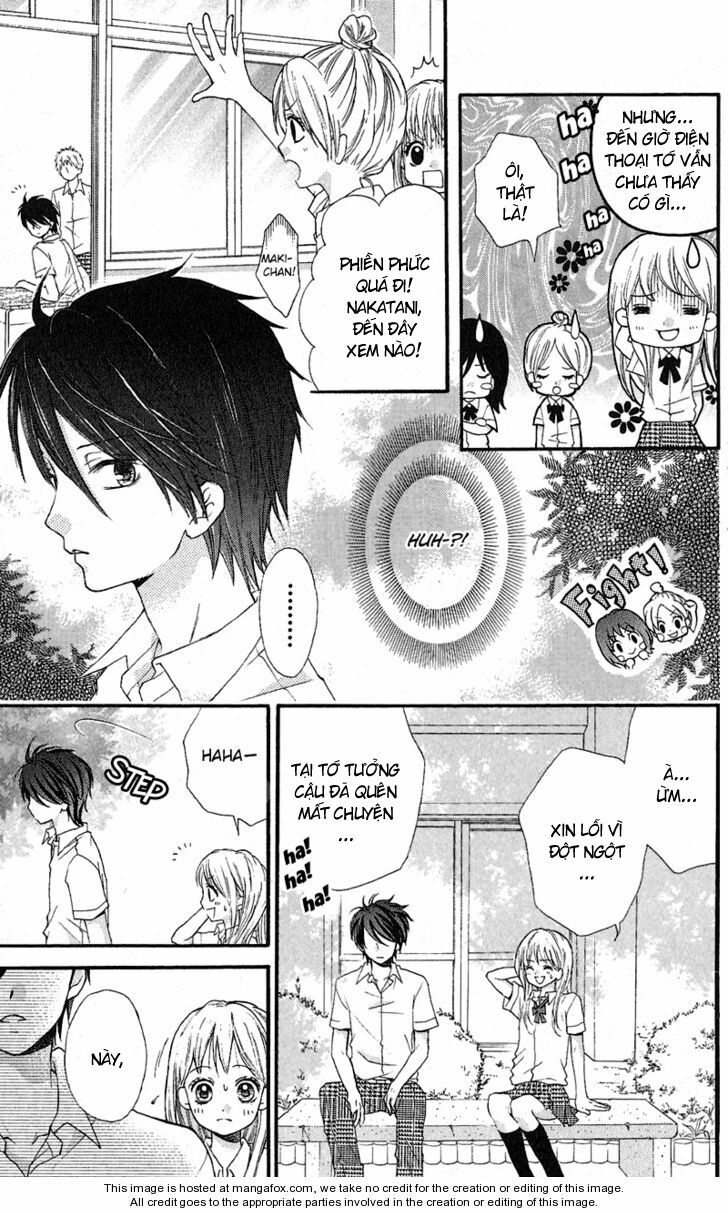 NHƯNG...
ĐẾN GIỜ ĐIỆN
THOẠI TỚ VẪN
CHƯA THẤY
CÓ GÌ...
ha
ha
ha
ha
ÔI,
THẬT
LÀ!
PHIỀN PHỨC
QUÁ ĐI!
NAKATANI,
ĐẾN ĐÂY
XEM NÀO!
MAKI-
CHAN!
HUH-?!
Fight!
.........
À...
ỪM...
XIN LỖI VÌ
ĐỘT NGỘT
...
TẠI TỚ TƯỞNG
CẬU ĐÃ QUÊN
MẤT CHUYỆN
...
ha!
ha!
ha!
HAHA—
STEP
NÀY,
This image is hosted at mangafox.com, we take no credit for the creation or editing of this image.
All credit goes to the appropriate parties involved in the creation or editing of this image.